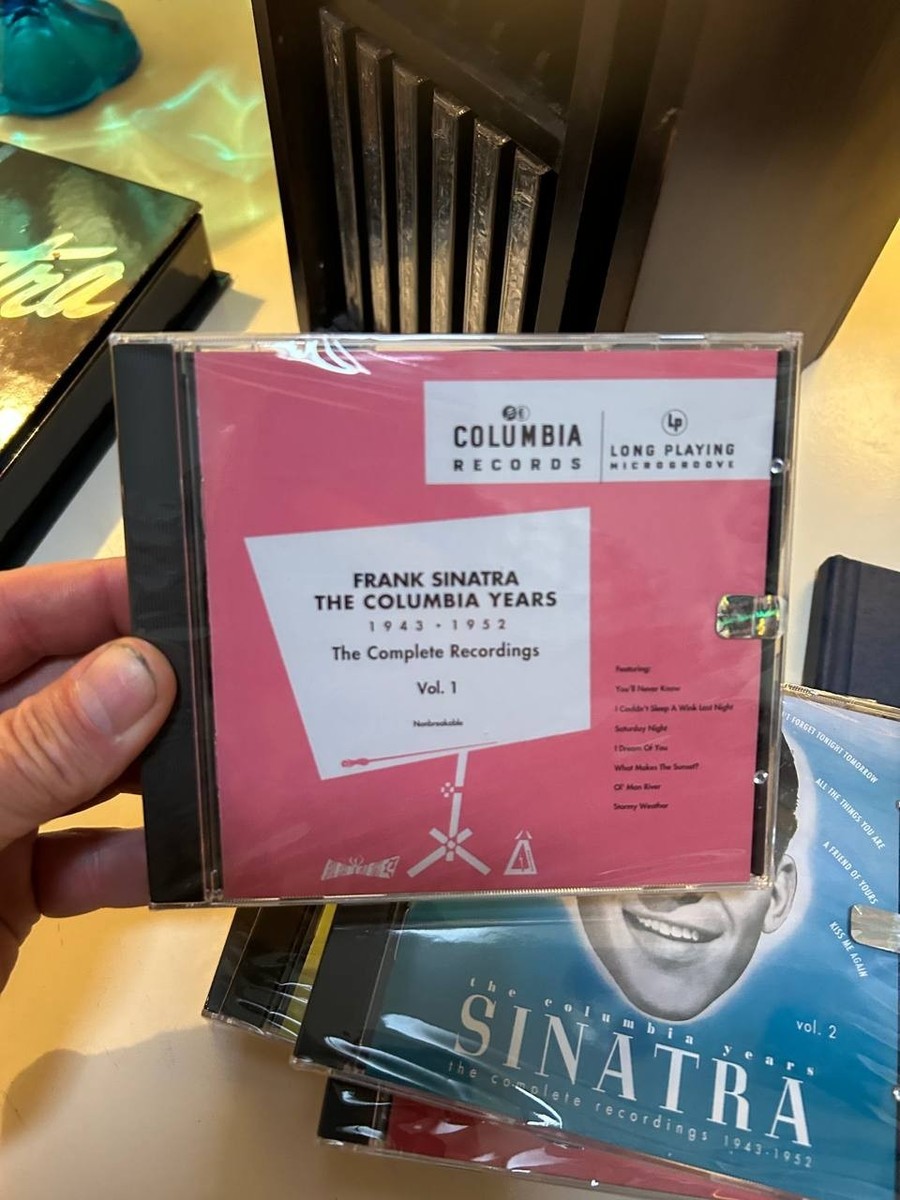 tra
COLUMBIA
RECORDS
Lp
LONG PLAYING
MICROGROOVE
FRANK SINATRA
THE COLUMBIA YEARS
1943 • 1952
The Complete Recordings
Vol. 1
Nonbreakable
Featuring:
You'll Never Know
I Couldn't Sleep A Wink Last Night
Saturday Night
I Dream Of You
What Makes The Sunset?
Ol' Man River
Stormy Weather
T FORGET TONIGHT TOMORROW
ALL THE THINGS YOU ARE
A FRIEND OF YOURS
KISS ME AGAIN
vol. 2
the columbia years
SINATRA
the complete recordings 1943-1952